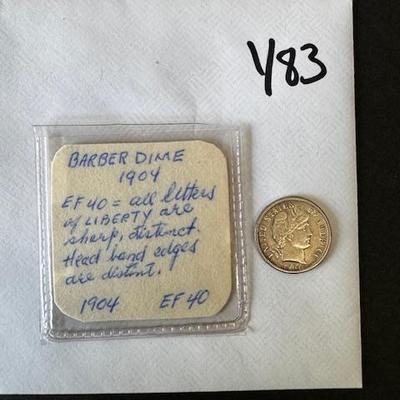 Y83
BARBER DIME
1904
EF 40 = all letters
of LIBERTY are
sharp, distinct.
Head band edges
are distint.
1904 EF 40